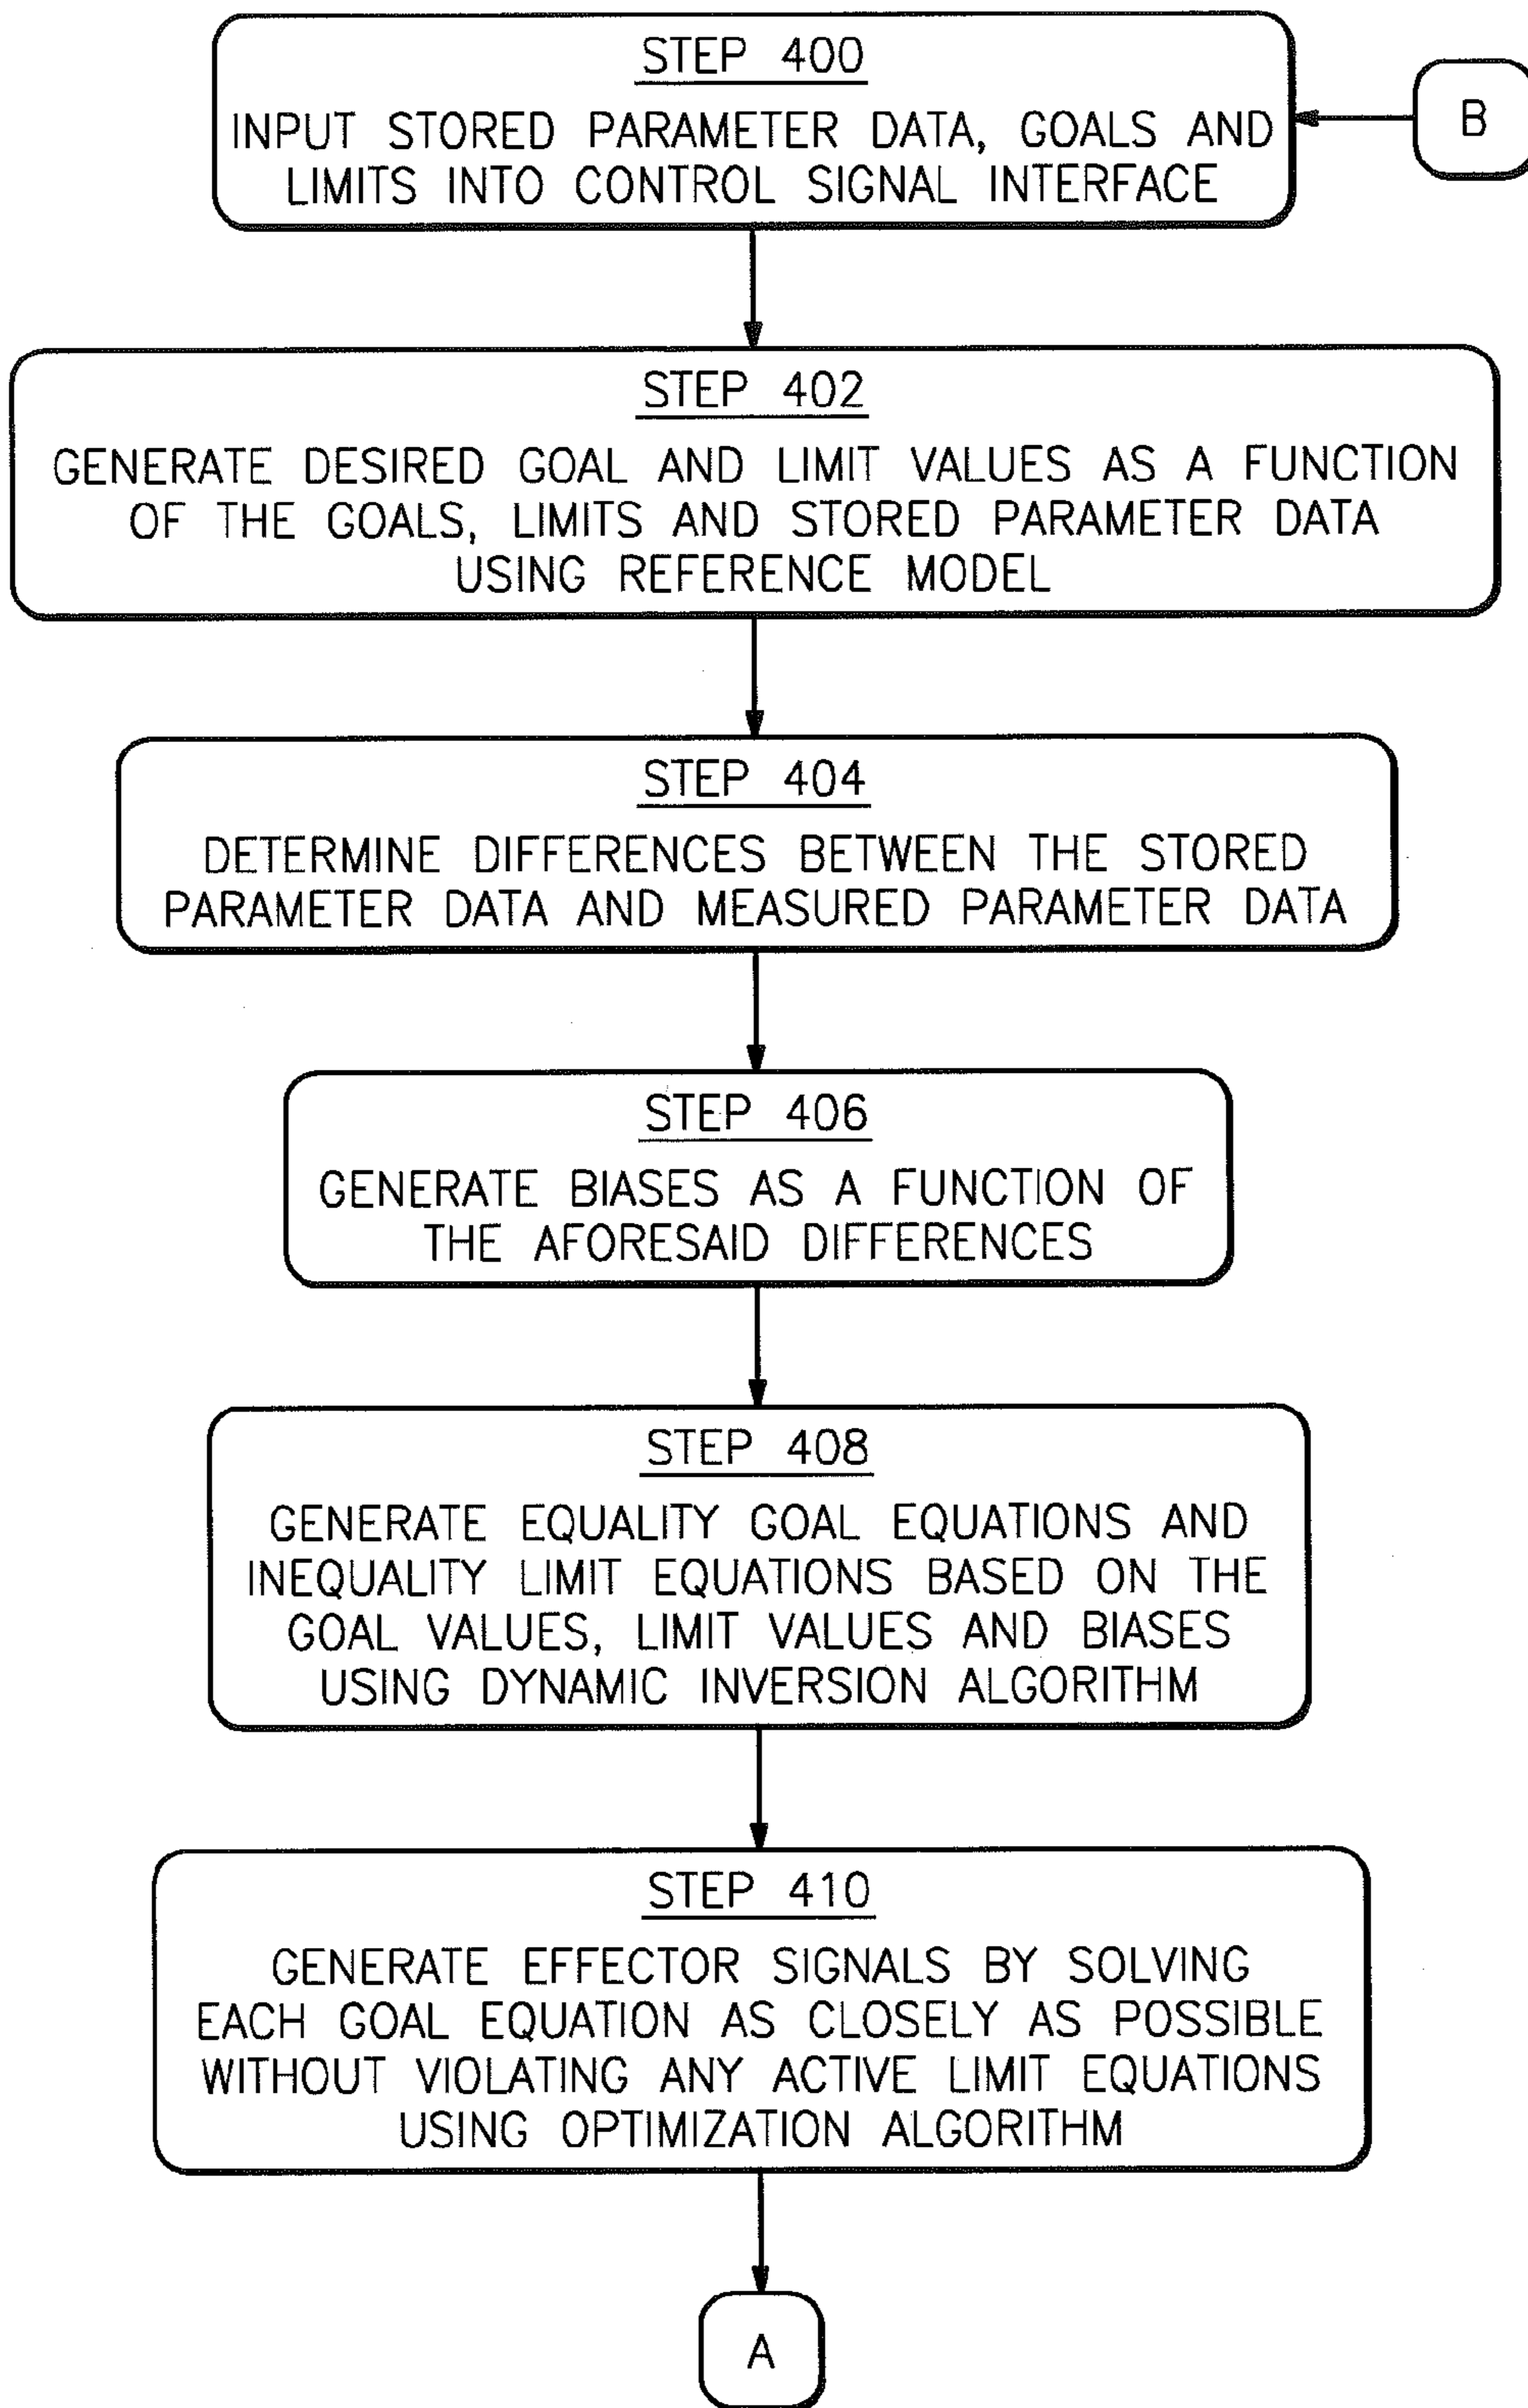 STEP 400
INPUT STORED PARAMETER DATA, GOALS AND
LIMITS INTO CONTROL SIGNAL INTERFACE
B
STEP 402
GENERATE DESIRED GOAL AND LIMIT VALUES AS A FUNCTION
OF THE GOALS, LIMITS AND STORED PARAMETER DATA
USING REFERENCE MODEL
STEP 404
DETERMINE DIFFERENCES BETWEEN THE STORED
PARAMETER DATA AND MEASURED PARAMETER DATA
STEP 406
GENERATE BIASES AS A FUNCTION OF
THE AFORESAID DIFFERENCES
STEP 408
GENERATE EQUALITY GOAL EQUATIONS AND
INEQUALITY LIMIT EQUATIONS BASED ON THE
GOAL VALUES, LIMIT VALUES AND BIASES
USING DYNAMIC INVERSION ALGORITHM
STEP 410
GENERATE EFFECTOR SIGNALS BY SOLVING
EACH GOAL EQUATION AS CLOSELY AS POSSIBLE
WITHOUT VIOLATING ANY ACTIVE LIMIT EQUATIONS
USING OPTIMIZATION ALGORITHM
A